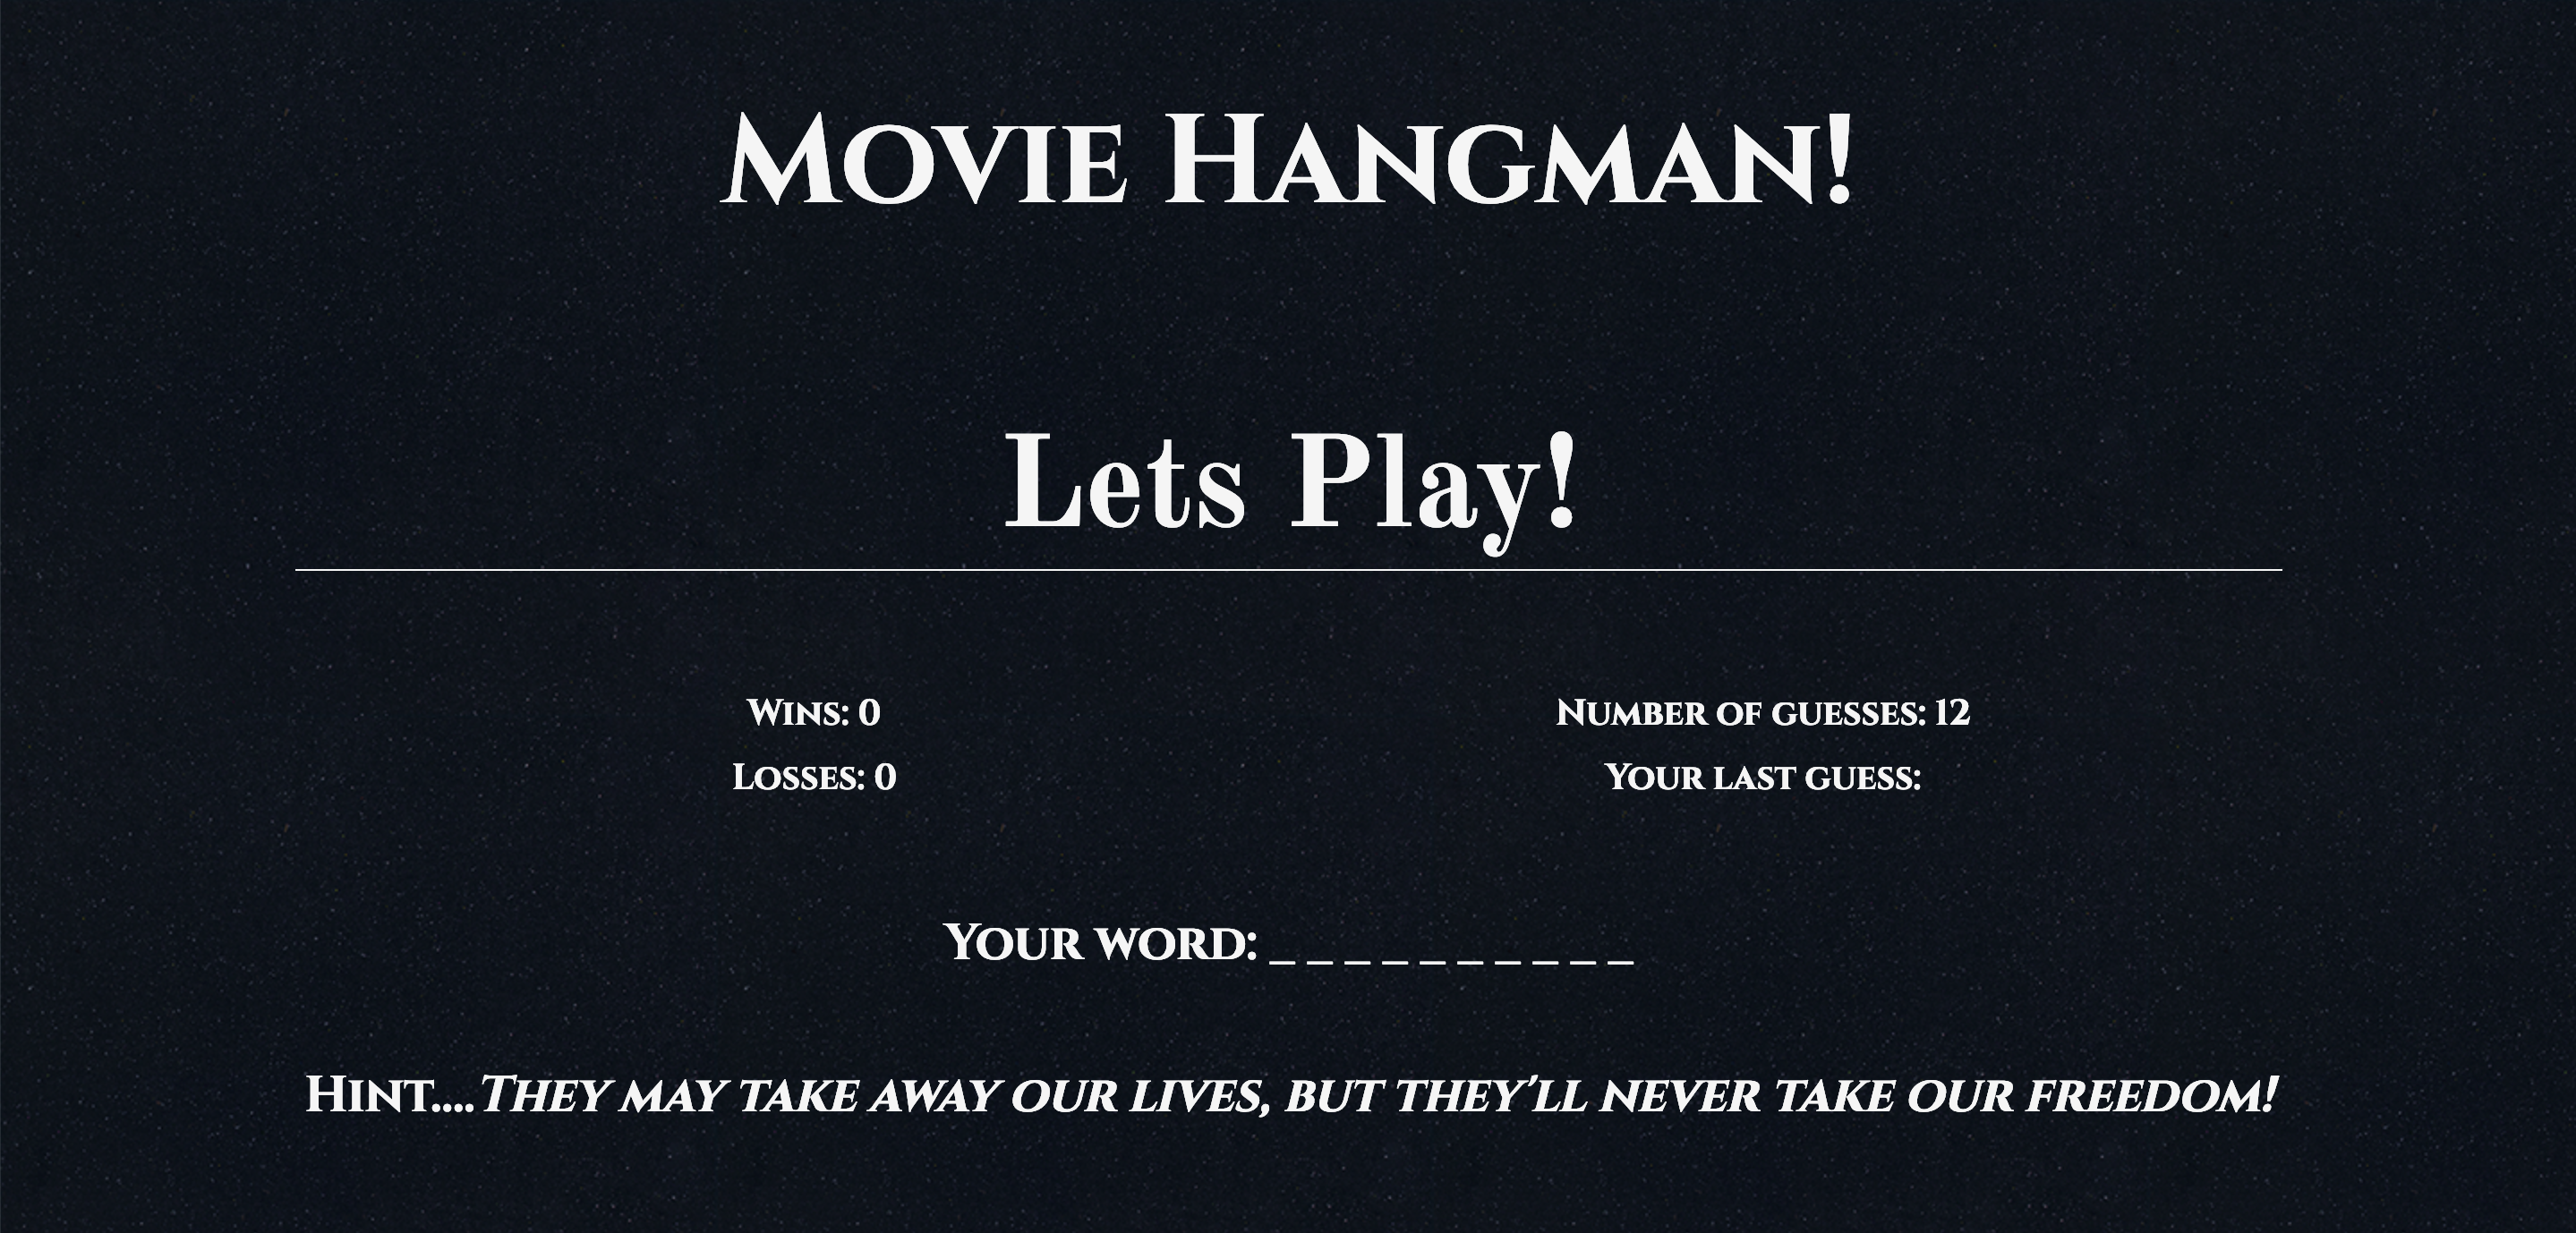 Movie Hangman!
Lets Play!
Wins: 0
Losses: 0
Number of guesses: 12
Your last guess:
Your word: _ _ _ _ _ _ _ _ _ _
Hint....They may take away our lives, but they'll never take our freedom!